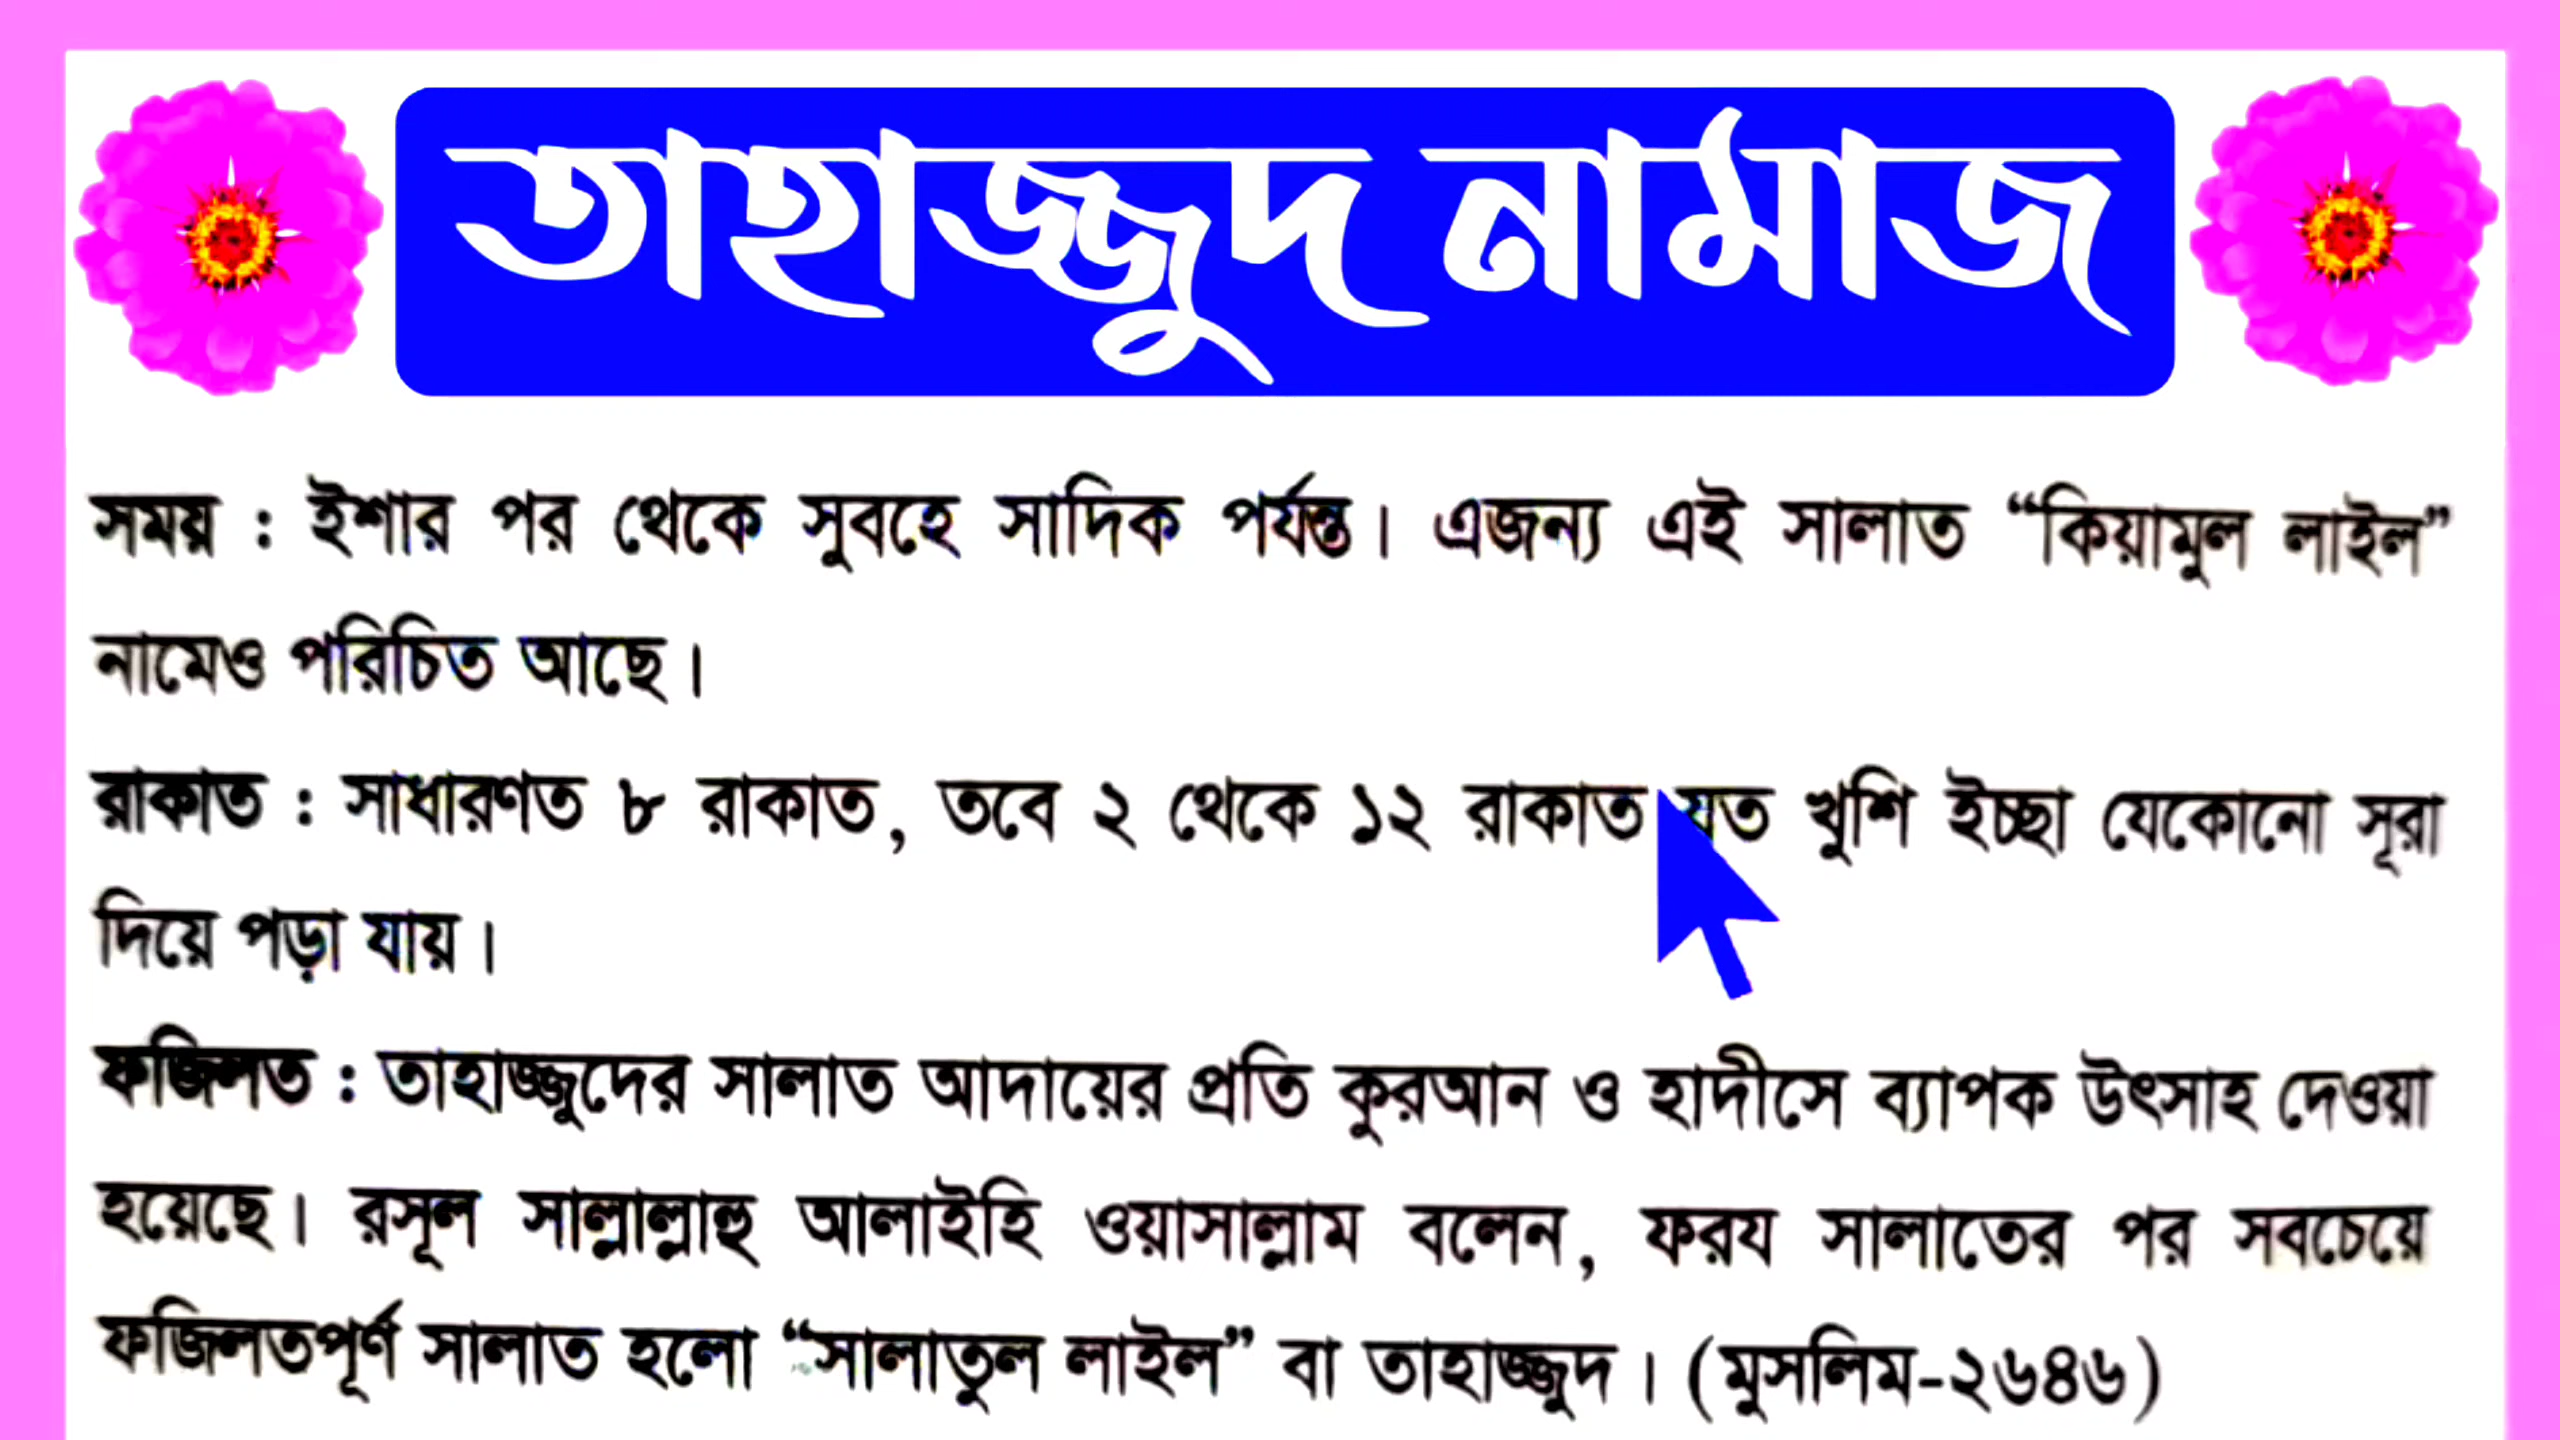 তাহাজ্জুদ নামাজ
সময় : ইশার পর থেকে সুবহে সাদিক পর্যন্ত। এজন্য এই সালাত “কিয়ামুল লাইল”
নামেও পরিচিত আছে।
রাকাত : সাধারণত ৮ রাকাত, তবে ২ থেকে ১২ রাকাত যত খুশি ইচ্ছা যেকোনো সূরা
দিয়ে পড়া যায়।
ফজিলত : তাহাজ্জুদের সালাত আদায়ের প্রতি কুরআন ও হাদীসে ব্যাপক উৎসাহ দেওয়া
হয়েছে। রসূল সাল্লাল্লাহু আলাইহি ওয়াসাল্লাম বলেন, ফরয সালাতের পর সবচেয়ে
ফজিলতপূর্ণ সালাত হলো “সালাতুল লাইল” বা তাহাজ্জুদ। (মুসলিম-২৬৪৬)